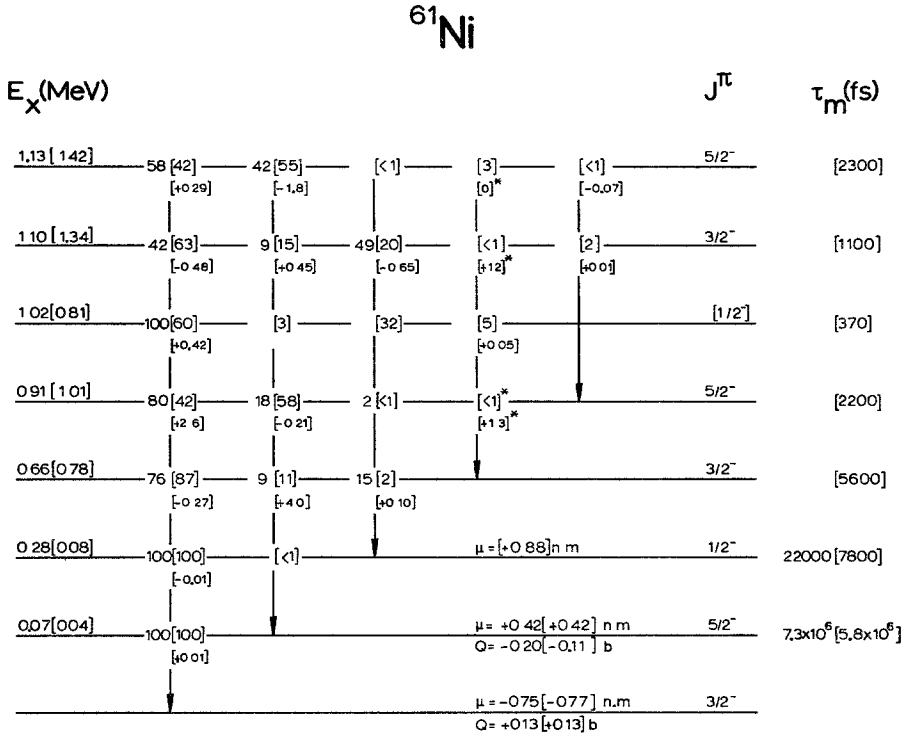 61Ni
Ex(MeV) Jπ τm(fs)
1.13 [ 1 42] 58 [42] 42 [55] [<1] [3] [<1] 5/2⁻ [2300]
[+0 29] [-1.8] [0]* [-0.07]
1 10 [ 1.34] 42[63] 9 [15] 49[20] [<1] [2] 3/2⁻ [1100]
[-0 48] [+0 45] [-0 65] [+12]* [+0 01]
1 02[0 81] 100[60] [3] [32] [5] [1/2⁻] [370]
[+0.42] [+0 05]
0 91 [ 1 01] 80 [42] 18 [58] 2 [<1] [<1]* 5/2⁻ [2200]
[+2 6] [-0 21] [+1 3]*
0 66 [0 78] 76 [87] 9 [11] 15 [2] 3/2⁻ [5600]
[-0 27] [+4 0] [+0 10]
0 28[0 08] 100[100] [<1] μ = [+0 88]n m 1/2⁻ 22000 [7800]
[-0.01]
0.07[0 04] 100[100] μ = +0 42[+0 42] n m 5/2⁻ 7.3x10⁶ [5.8x10⁶]
[+0 01] Q = -0 20[-0.11] b
μ = -0 75 [-0 77] n.m 3/2⁻
Q = +0 13 [+0 13] b